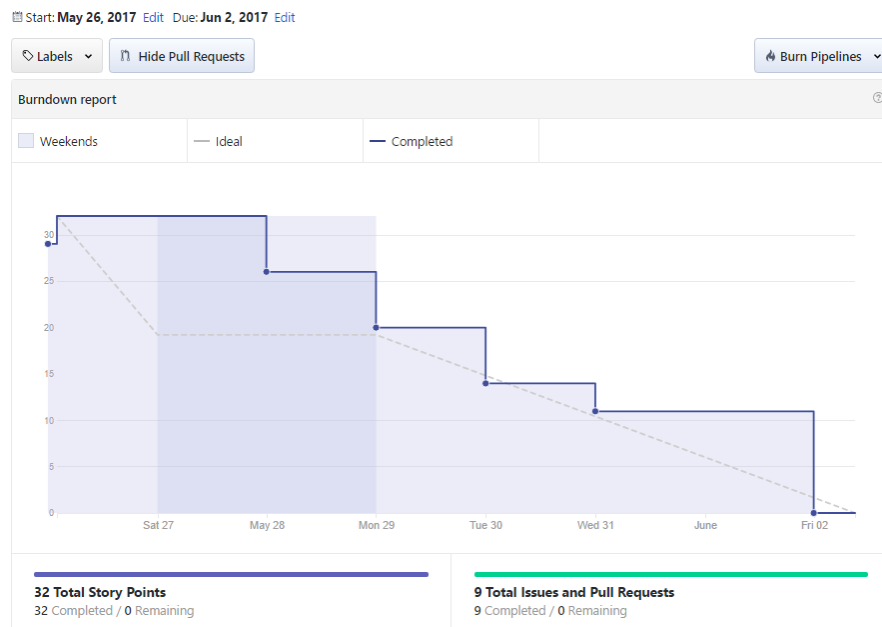 Start: May 26, 2017 Edit Due: Jun 2, 2017 Edit
Labels Hide Pull Requests Burn Pipelines
Burndown report
Weekends Ideal Completed
30
25
20
15
10
5
0
Sat 27 May 28 Mon 29 Tue 30 Wed 31 June Fri 02
32 Total Story Points
32 Completed / 0 Remaining
9 Total Issues and Pull Requests
9 Completed / 0 Remaining